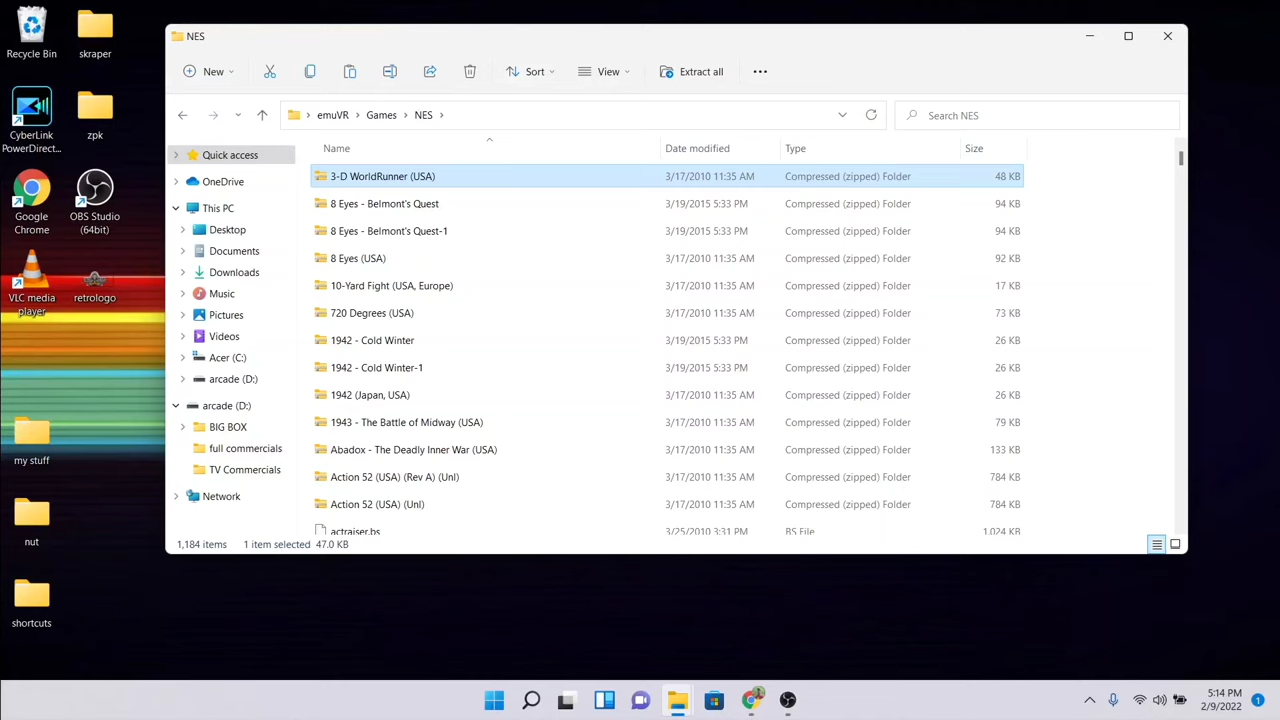 NES
New
Sort
View
Extract all
emuVR > Games > NES >
Search NES
Name Date modified Type Size
3-D WorldRunner (USA) 3/17/2010 11:35 AM Compressed (zipped) Folder 48 KB
8 Eyes - Belmont's Quest 3/19/2015 5:33 PM Compressed (zipped) Folder 94 KB
8 Eyes - Belmont's Quest-1 3/19/2015 5:33 PM Compressed (zipped) Folder 94 KB
8 Eyes (USA) 3/17/2010 11:35 AM Compressed (zipped) Folder 92 KB
10-Yard Fight (USA, Europe) 3/17/2010 11:35 AM Compressed (zipped) Folder 17 KB
720 Degrees (USA) 3/17/2010 11:35 AM Compressed (zipped) Folder 73 KB
1942 - Cold Winter 3/19/2015 5:33 PM Compressed (zipped) Folder 26 KB
1942 - Cold Winter-1 3/19/2015 5:33 PM Compressed (zipped) Folder 26 KB
1942 (Japan, USA) 3/17/2010 11:35 AM Compressed (zipped) Folder 26 KB
1943 - The Battle of Midway (USA) 3/17/2010 11:35 AM Compressed (zipped) Folder 79 KB
Abadox - The Deadly Inner War (USA) 3/17/2010 11:35 AM Compressed (zipped) Folder 133 KB
Action 52 (USA) (Rev A) (Unl) 3/17/2010 11:35 AM Compressed (zipped) Folder 784 KB
Action 52 (USA) (Unl) 3/17/2010 11:35 AM Compressed (zipped) Folder 784 KB
actraiser.bs 3/25/2010 3:31 PM BS File 1,024 KB
Quick access
OneDrive
This PC
Desktop
Documents
Downloads
Music
Pictures
Videos
Acer (C:)
arcade (D:)
arcade (D:)
BIG BOX
full commercials
TV Commercials
Network
1,184 items 1 item selected 47.0 KB
Recycle Bin
skraper
CyberLink
PowerDirect...
zpk
Google
Chrome
OBS Studio
(64bit)
VLC media
player
retrologo
my stuff
nut
shortcuts
5:14 PM
2/9/2022
1